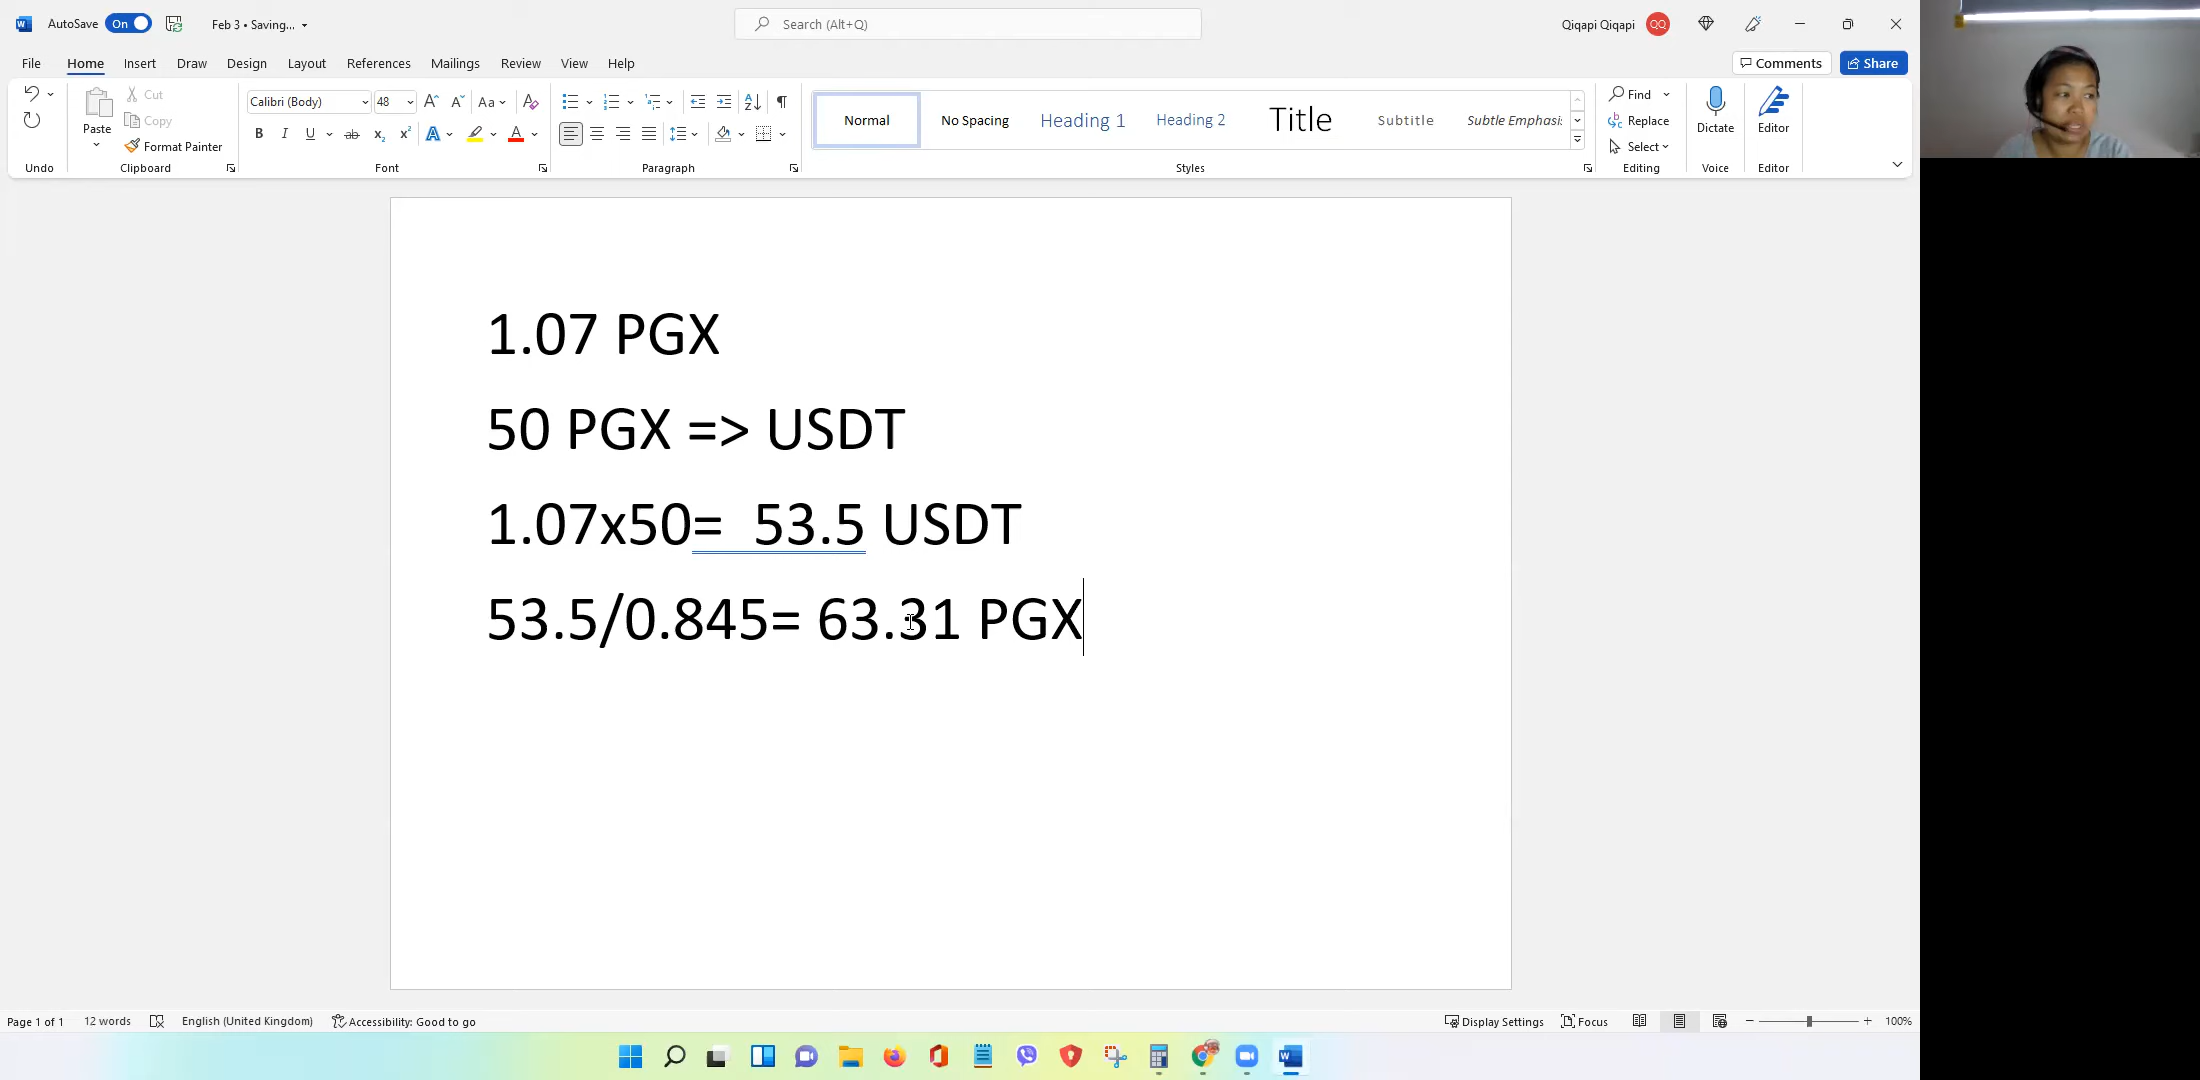 AutoSave On Feb 3 • Saving... Search (Alt+Q) Qiqapi Qiqapi QQ
File Home Insert Draw Design Layout References Mailings Review View Help Comments Share
Paste Cut Copy Format Painter
Calibri (Body) 48
Normal No Spacing Heading 1 Heading 2 Title Subtitle Subtle Emphasis
Find Replace Select Dictate Editor
Undo Clipboard Font Paragraph Styles Editing Voice Editor
1.07 PGX
50 PGX => USDT
1.07x50= 53.5 USDT
53.5/0.845= 63.31 PGX
Page 1 of 1 12 words English (United Kingdom) Accessibility: Good to go Display Settings Focus 100%